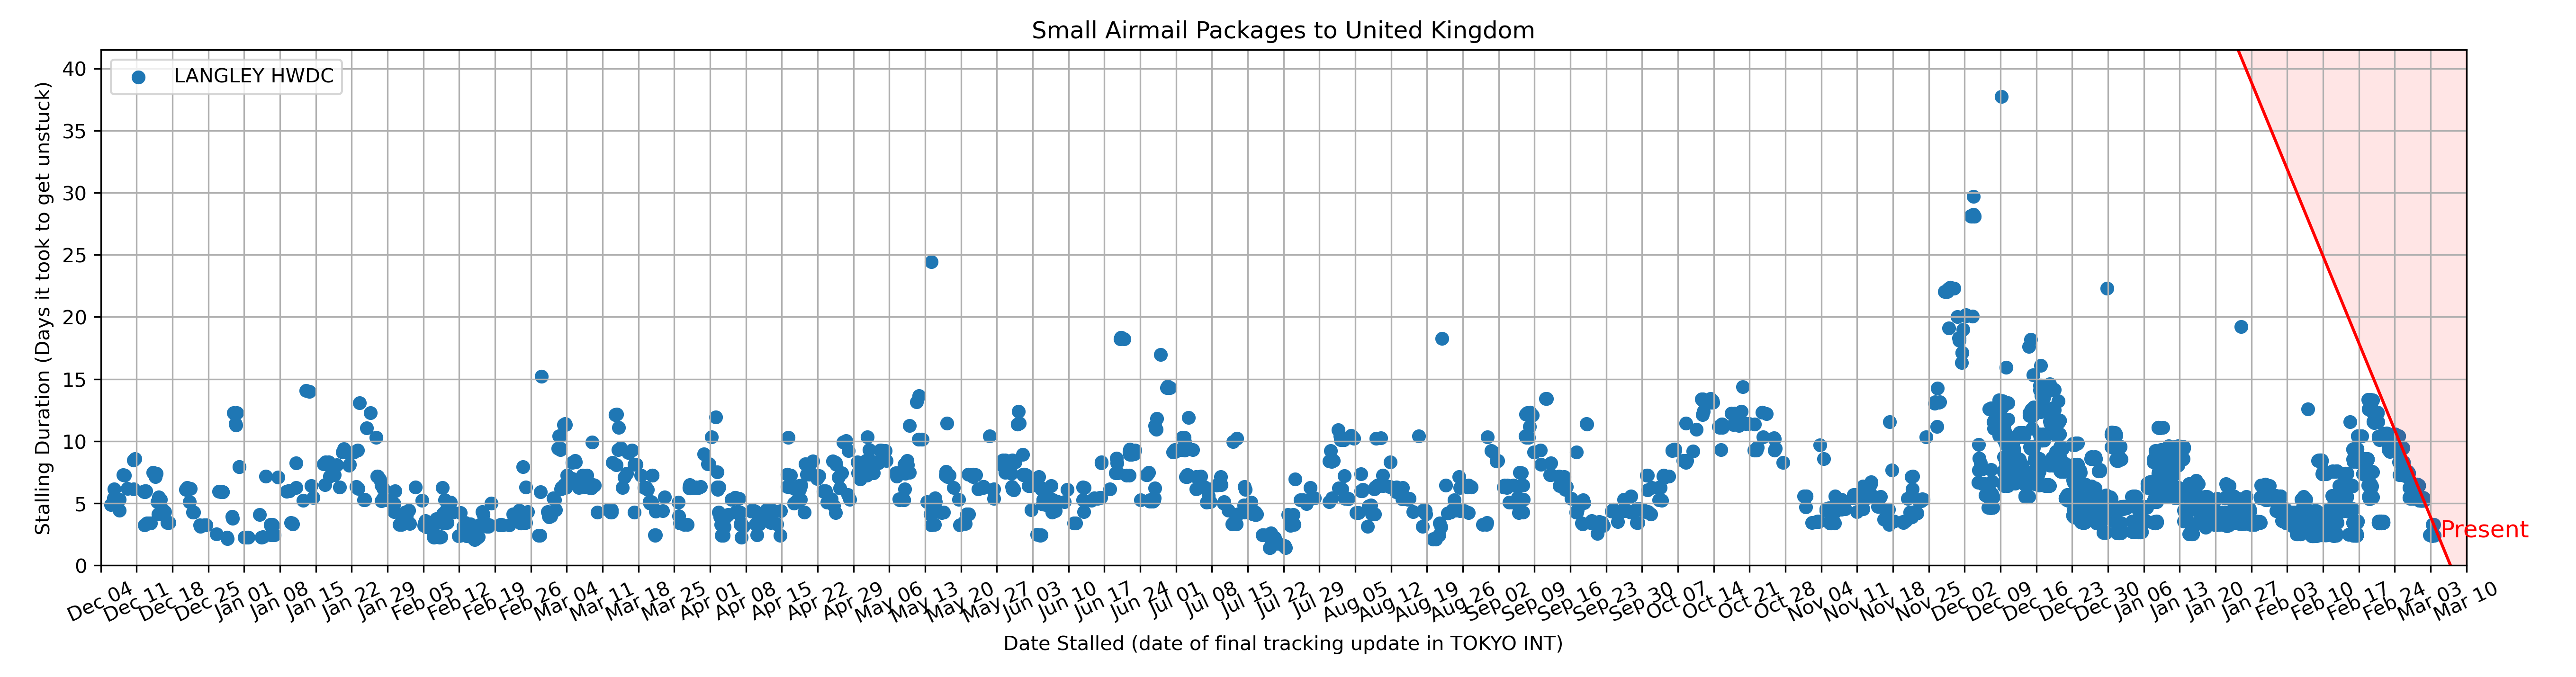 Small Airmail Packages to United Kingdom
LANGLEY HWDC
Stalling Duration (Days it took to get unstuck)
40
35
30
25
20
15
10
5
0
Present
Dec 04 Dec 11 Dec 18 Dec 25 Jan 01 Jan 08 Jan 15 Jan 22 Jan 29 Feb 05 Feb 12 Feb 19 Feb 26 Mar 04 Mar 11 Mar 18 Mar 25 Apr 01 Apr 08 Apr 15 Apr 22 Apr 29 May 06 May 13 May 20 May 27 Jun 03 Jun 10 Jun 17 Jun 24 Jul 01 Jul 08 Jul 15 Jul 22 Jul 29 Aug 05 Aug 12 Aug 19 Aug 26 Sep 02 Sep 09 Sep 16 Sep 23 Sep 30 Oct 07 Oct 14 Oct 21 Oct 28 Nov 04 Nov 11 Nov 18 Nov 25 Dec 02 Dec 09 Dec 16 Dec 23 Dec 30 Jan 06 Jan 13 Jan 20 Jan 27 Feb 03 Feb 10 Feb 17 Feb 24 Mar 03 Mar 10
Date Stalled (date of final tracking update in TOKYO INT)